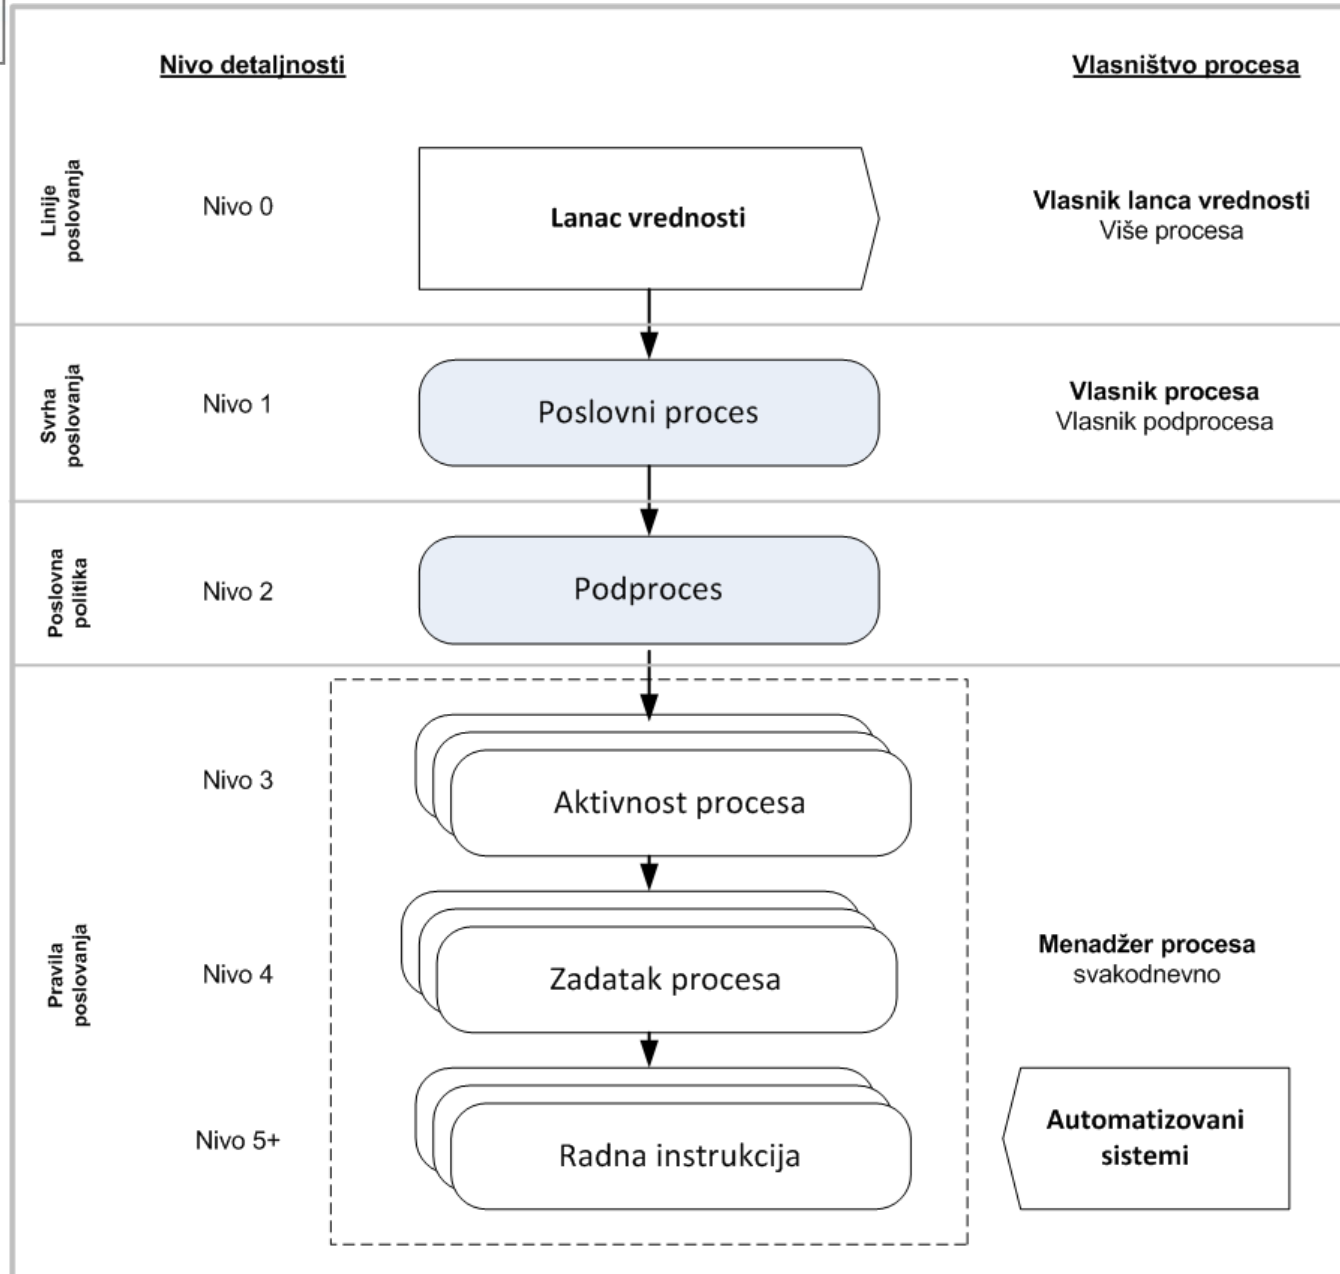 Nivo detaljnosti
Vlasništvo procesa
Linije
poslovanja
Nivo 0
Lanac vrednosti
Vlasnik lanca vrednosti
Više procesa
Svrha
poslovanja
Nivo 1
Poslovni proces
Vlasnik procesa
Vlasnik podprocesa
Poslovna
politika
Nivo 2
Podproces
Pravila
poslovanja
Nivo 3
Aktivnost procesa
Nivo 4
Zadatak procesa
Menadžer procesa
svakodnevno
Nivo 5+
Radna instrukcija
Automatizovani
sistemi